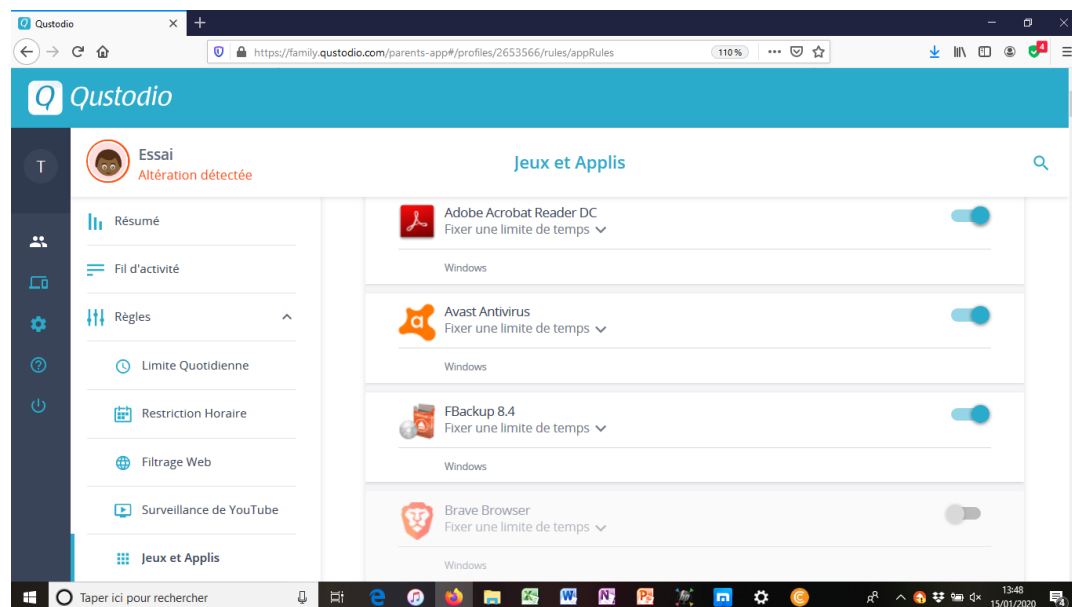 Qustodio
https://family.qustodio.com/parents-app#/profiles/2653566/rules/appRules
110 %
4
Q Qustodio
T
Essai
Altération détectée
Jeux et Applis
Résumé
Fil d'activité
Règles
Limite Quotidienne
Restriction Horaire
Filtrage Web
Surveillance de YouTube
Jeux et Applis
Adobe Acrobat Reader DC
Fixer une limite de temps
Windows
Avast Antivirus
Fixer une limite de temps
Windows
FBackup 8.4
Fixer une limite de temps
Windows
Brave Browser
Fixer une limite de temps
Windows
Taper ici pour rechercher
13:48
15/01/2020
4